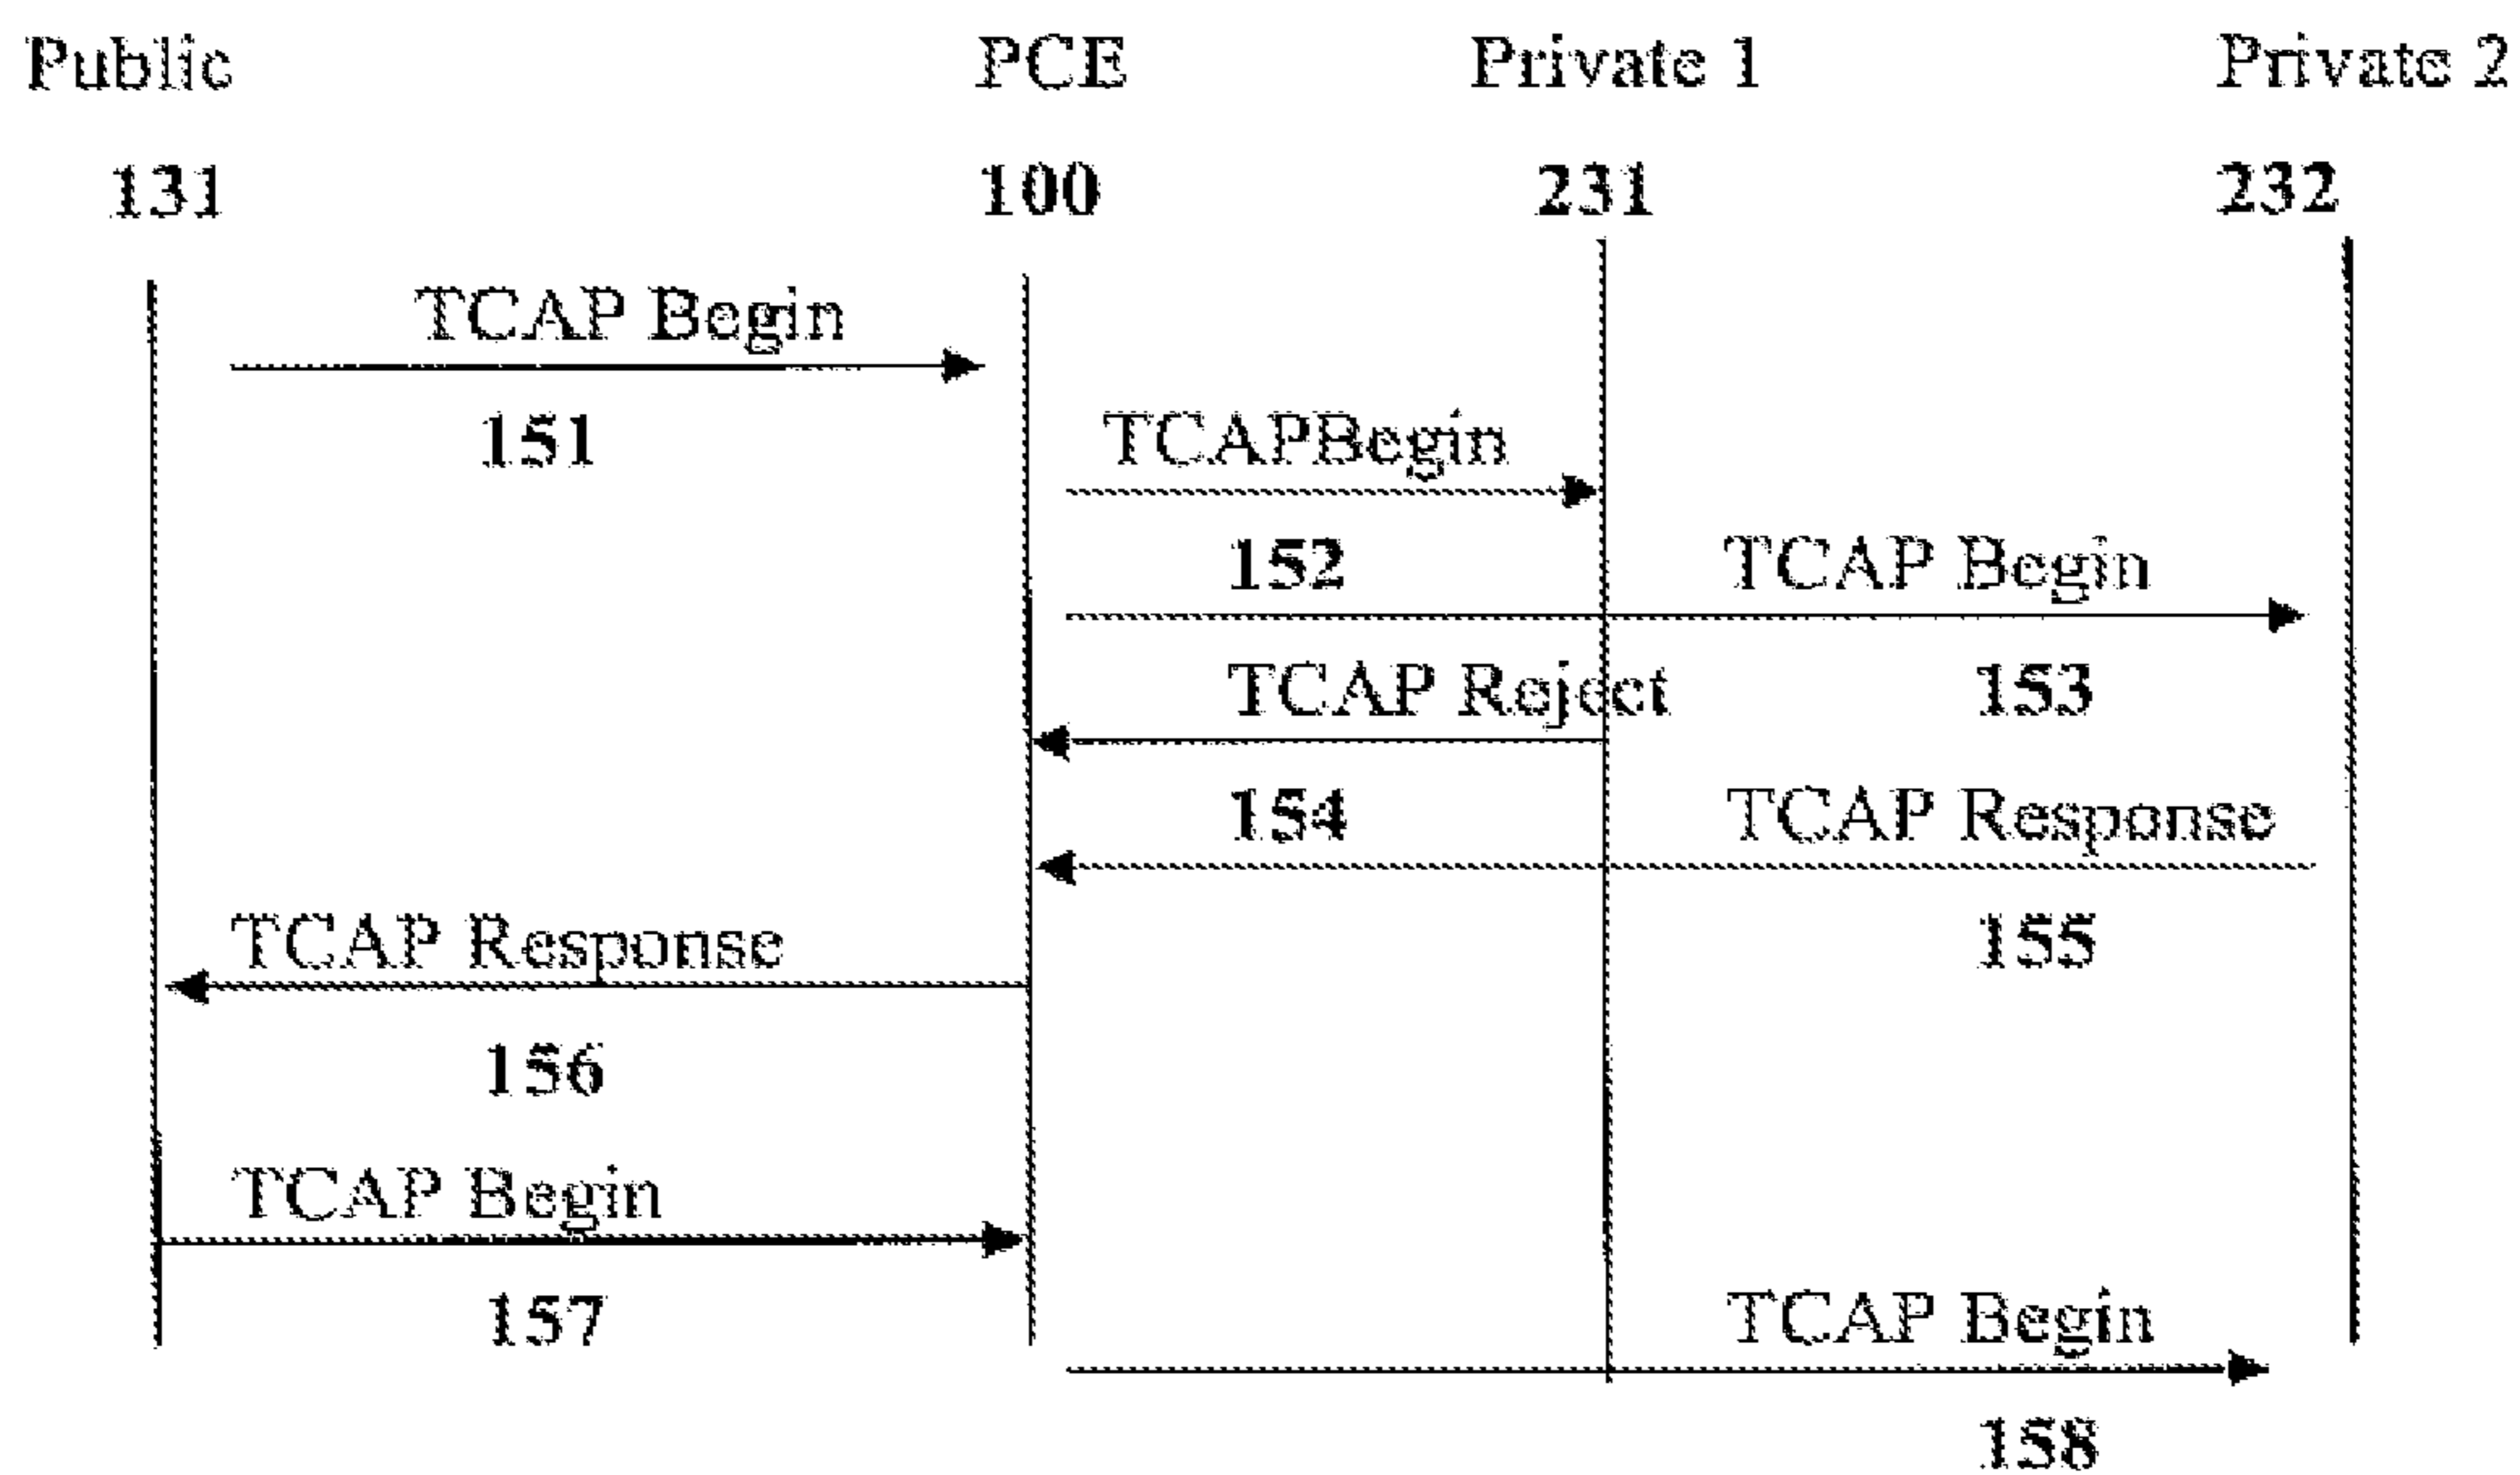 Public PCE Private 1 Private 2
131 100 231 232
TCAP Begin
151
TCAPBegin
152
TCAP Begin
TCAP Reject
153
154
TCAP Response
TCAP Response
155
156
TCAP Begin
157
TCAP Begin
158